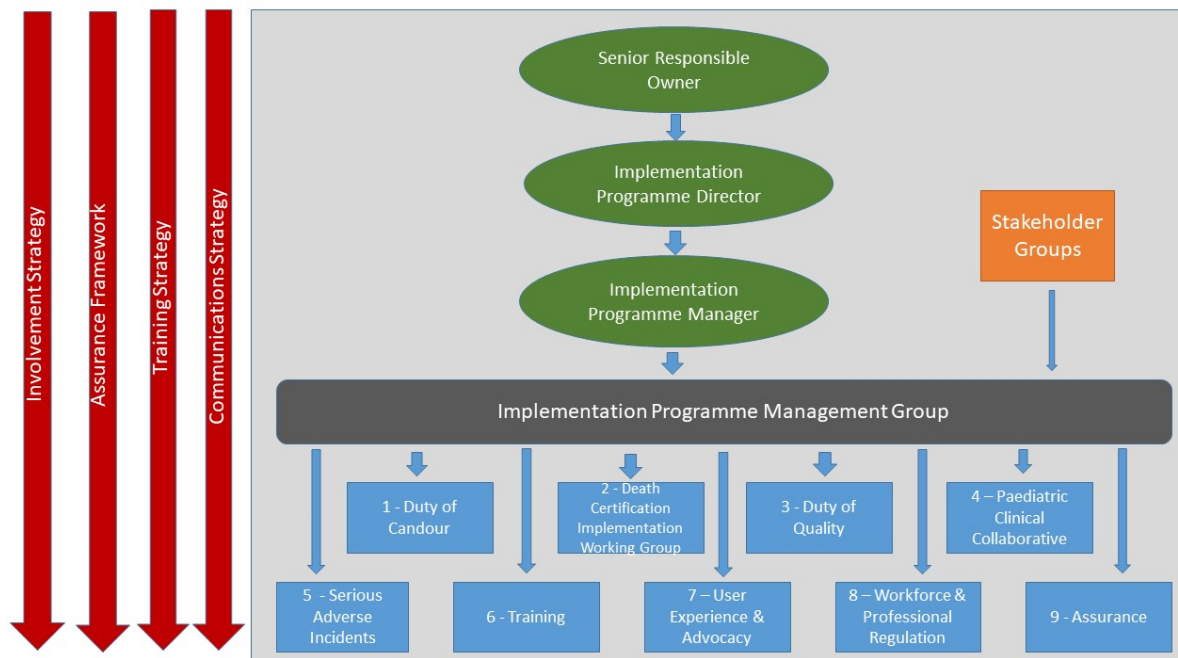 Involvement Strategy
Assurance Framework
Training Strategy
Communications Strategy
Senior Responsible
Owner
Implementation
Programme Director
Implementation
Programme Manager
Stakeholder
Groups
Implementation Programme Management Group
1 - Duty of
Candour
2 - Death
Certification
Implementation
Working Group
3 - Duty of
Quality
4 – Paediatric
Clinical
Collaborative
5 - Serious
Adverse
Incidents
6 - Training
7 – User
Experience &
Advocacy
8 – Workforce &
Professional
Regulation
9 - Assurance